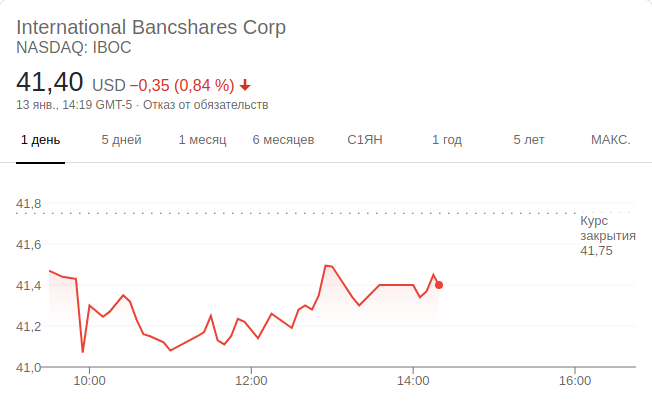 International Bancshares Corp
NASDAQ: IBOC
41,40 USD −0,35 (0,84 %)
13 янв., 14:19 GMT-5 · Отказ от обязательств
1 день 5 дней 1 месяц 6 месяцев С1ЯН 1 год 5 лет МАКС.
41,8
Курс
закрытия
41,75
41,6
41,4
41,2
41,0
10:00 12:00 14:00 16:00